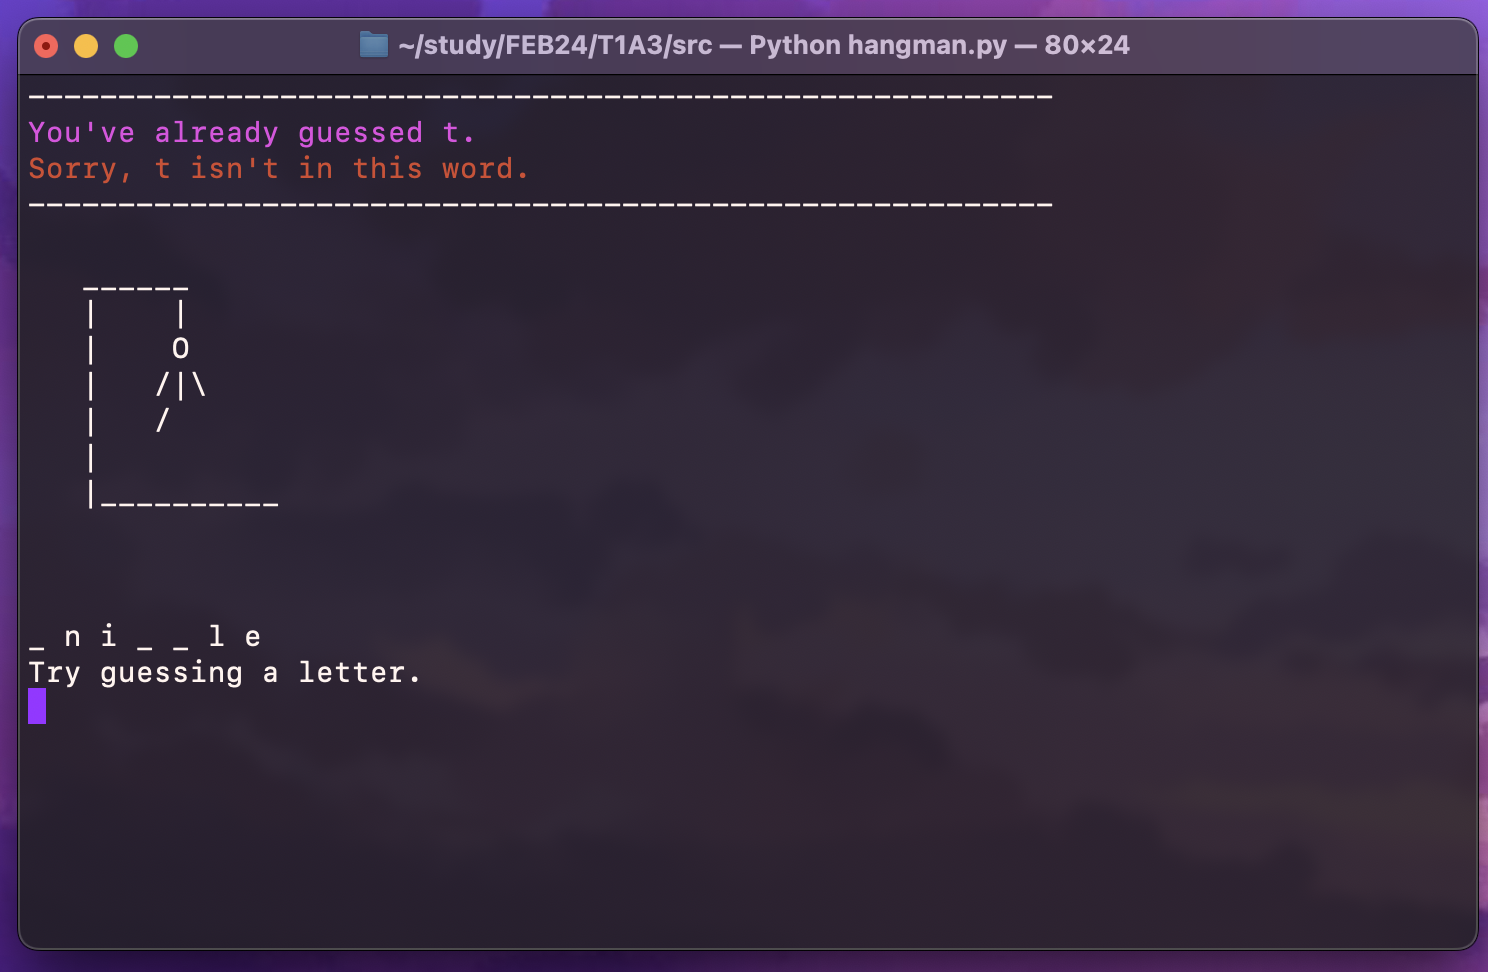 ~/study/FEB24/T1A3/src — Python hangman.py — 80×24
---------------------------------------------------------
You've already guessed t.
Sorry, t isn't in this word.
---------------------------------------------------------
   ______
   |    |
   |    O
   |   /|\
   |   /
   |
   |__________
_ n i _ _ l e
Try guessing a letter.